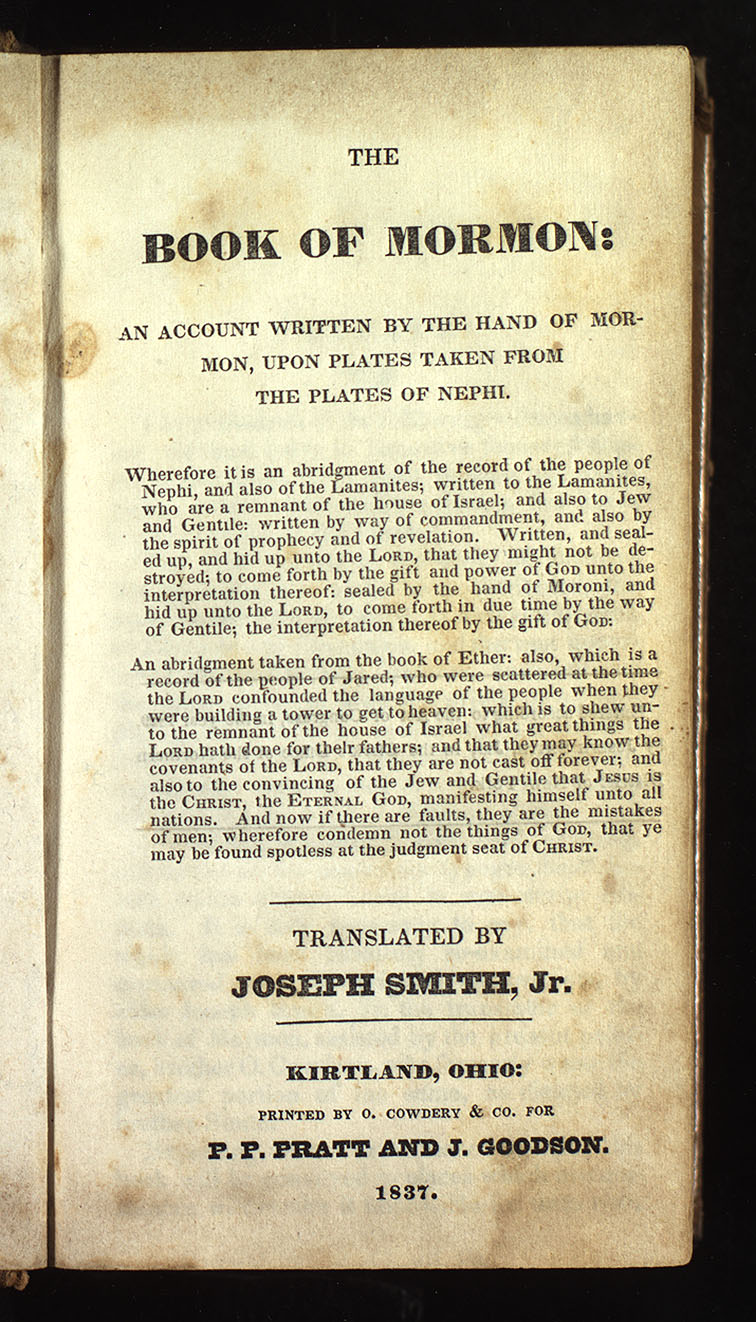 THE
BOOK OF MORMON:
AN ACCOUNT WRITTEN BY THE HAND OF MOR-
MON, UPON PLATES TAKEN FROM
THE PLATES OF NEPHI.
Wherefore it is an abridgment of the record of the people of
Nephi, and also of the Lamanites; written to the Lamanites,
who are a remnant of the house of Israel; and also to Jew
and Gentile: written by way of commandment, and also by
the spirit of prophecy and of revelation. Written, and seal-
ed up, and hid up unto the LORD, that they might not be de-
stroyed; to come forth by the gift and power of GOD unto the
interpretation thereof: sealed by the hand of Moroni, and
hid up unto the LORD, to come forth in due time by the way
of Gentile; the interpretation thereof by the gift of GOD:
An abridgment taken from the book of Ether: also, which is a
record of the people of Jared; who were scattered at the time
the LORD confounded the language of the people when they
were building a tower to get to heaven: which is to shew un-
to the remnant of the house of Israel what great things the
LORD hath done for their fathers; and that they may know the
covenants of the LORD, that they are not cast off forever; and
also to the convincing of the Jew and Gentile that JESUS is
the CHRIST, the ETERNAL GOD, manifesting himself unto all
nations. And now if there are faults, they are the mistakes
of men; wherefore condemn not the things of GOD, that ye
may be found spotless at the judgment seat of CHRIST.
TRANSLATED BY
JOSEPH SMITH, Jr.
KIRTLAND, OHIO:
PRINTED BY O. COWDERY & CO. FOR
P. P. PRATT AND J. GOODSON.
1837.